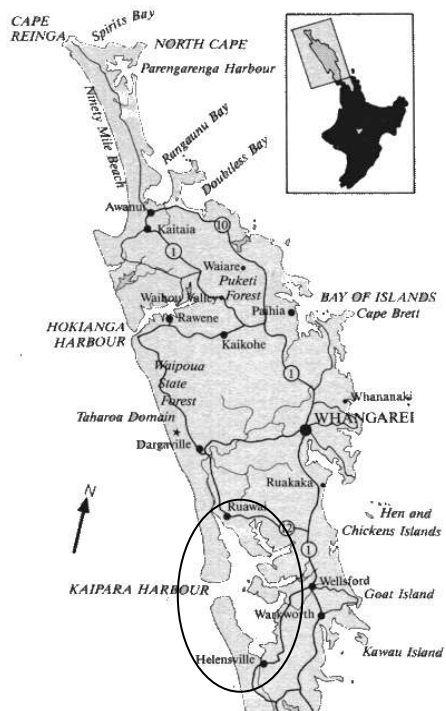 CAPE
REINGA
Spirits Bay
NORTH CAPE
Parengarenga Harbour
Ninety Mile Beach
Rangaunu Bay
Doubtless Bay
Awanui
Kaitaia
10
1
Waiare
Puketi
Forest
Waihou Valley
Rawene
Paihia
BAY OF ISLANDS
Cape Brett
HOKIANGA
HARBOUR
Kaikohe
Waipoua
State
Forest
1
Whananaki
Taharoa Domain
WHANGAREI
Dargaville
Ruakaka
N
Ruawai
Hen and
Chickens Islands
12
1
KAIPARA HARBOUR
Wellsford
Goat Island
Warkworth
Kawau Island
Helensville